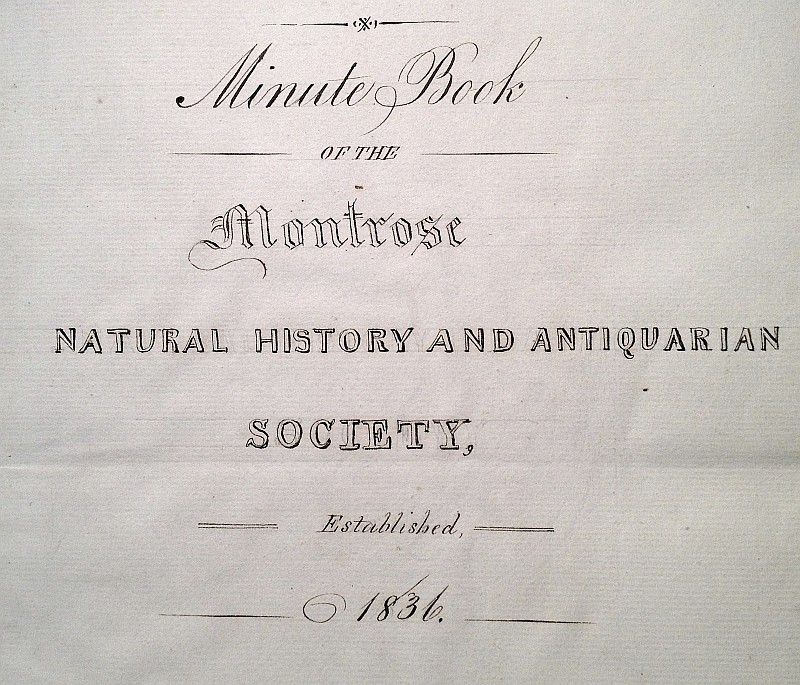 Minute Book
OF THE
Montrose
NATURAL HISTORY AND ANTIQUARIAN
SOCIETY,
Established,
1836.